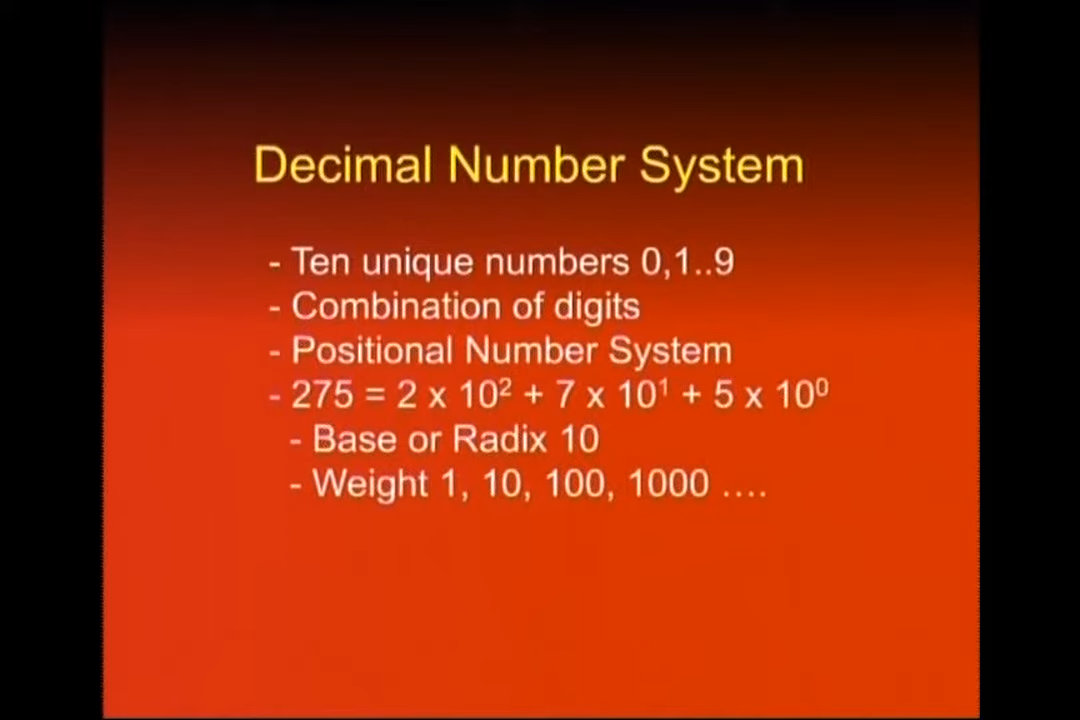 Decimal Number System
- Ten unique numbers 0,1..9
- Combination of digits
- Positional Number System
- 275 = 2 x 10² + 7 x 10¹ + 5 x 10⁰
- Base or Radix 10
- Weight 1, 10, 100, 1000 ....